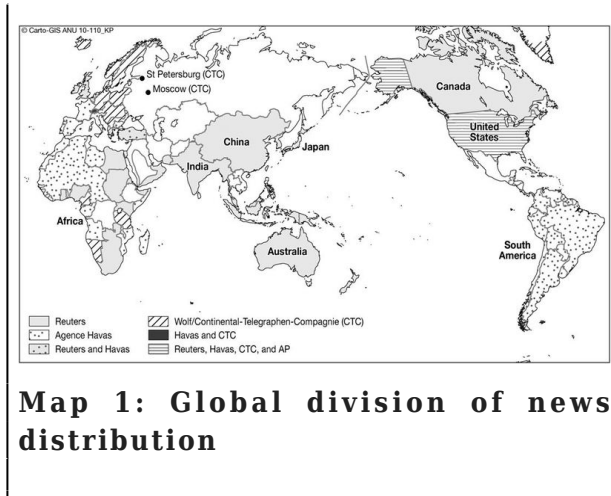 © Carto-GIS ANU 10-110_KP
St Petersburg (CTC)
Moscow (CTC)
Canada
China
Japan
United
States
India
Africa
Australia
South
America
Reuters
Wolf/Continental-Telegraphen-Compagnie (CTC)
Agence Havas
Havas and CTC
Reuters and Havas
Reuters, Havas, CTC, and AP
Map 1: Global division of news
distribution